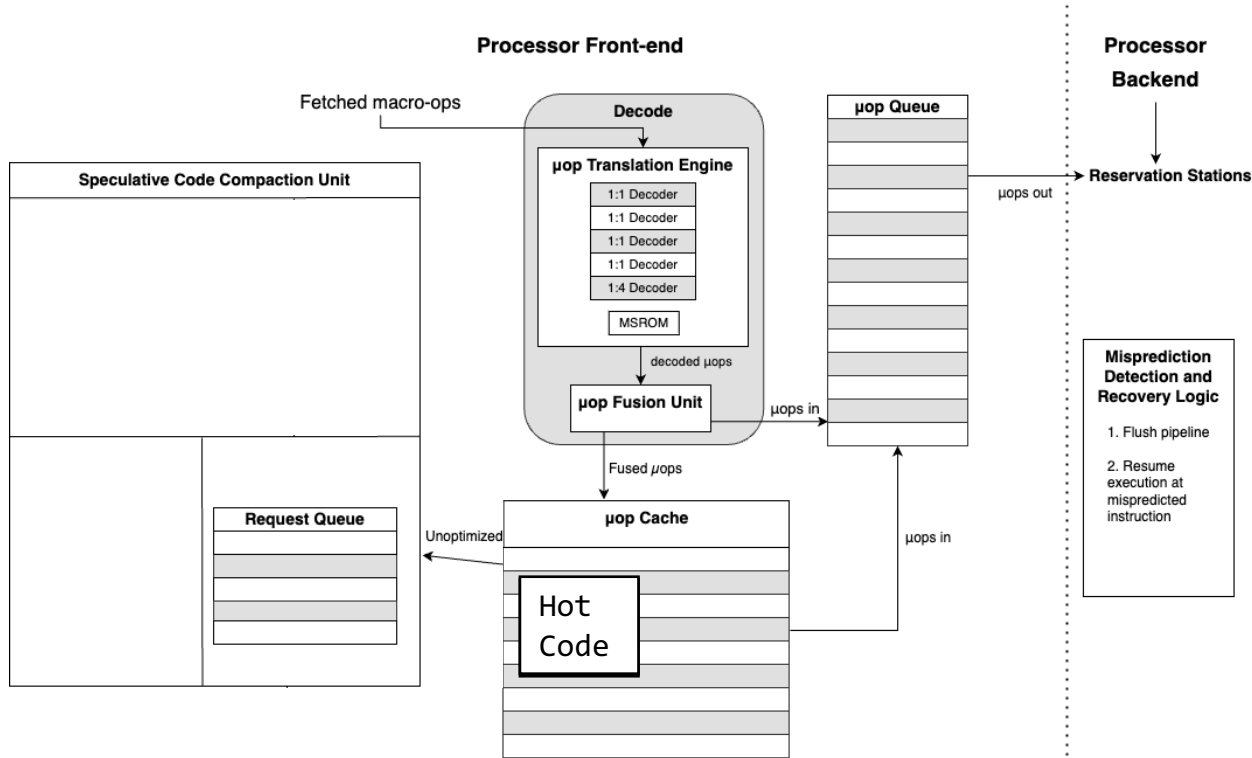 Processor Front-end
Processor
Backend
Fetched macro-ops
Decode
µop Queue
µop Translation Engine
Speculative Code Compaction Unit
Reservation Stations
µops out
1:1 Decoder
1:1 Decoder
1:1 Decoder
1:1 Decoder
1:4 Decoder
MSROM
decoded µops
Misprediction
Detection and
Recovery Logic
1. Flush pipeline
2. Resume
execution at
mispredicted
instruction
µop Fusion Unit
µops in
Fused µops
Request Queue
Unoptimized
µop Cache
µops in
Hot
Code